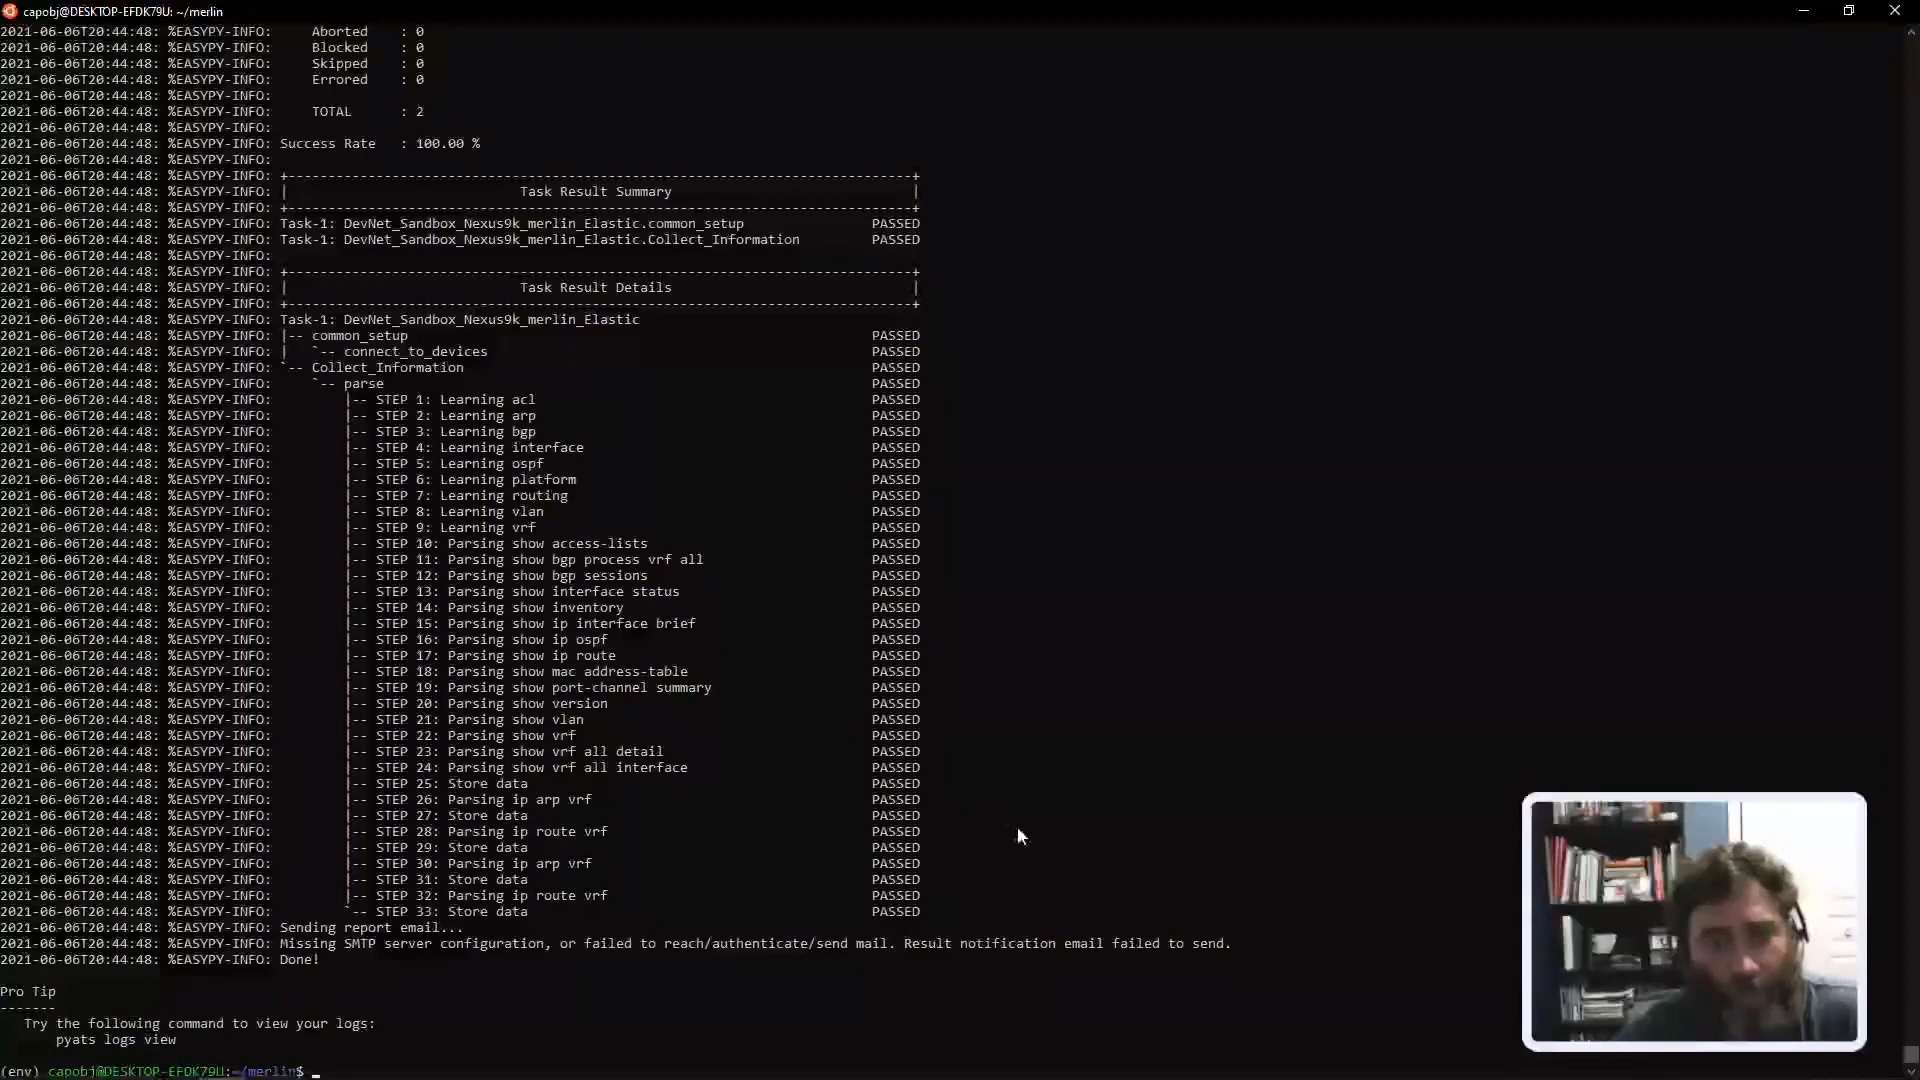 capobj@DESKTOP-EFDK79U: ~/merlin
2021-06-06T20:44:48: %EASYPY-INFO:     Aborted    : 0
2021-06-06T20:44:48: %EASYPY-INFO:     Blocked    : 0
2021-06-06T20:44:48: %EASYPY-INFO:     Skipped    : 0
2021-06-06T20:44:48: %EASYPY-INFO:     Errored    : 0
2021-06-06T20:44:48: %EASYPY-INFO:
2021-06-06T20:44:48: %EASYPY-INFO:     TOTAL      : 2
2021-06-06T20:44:48: %EASYPY-INFO:
2021-06-06T20:44:48: %EASYPY-INFO: Success Rate   : 100.00 %
2021-06-06T20:44:48: %EASYPY-INFO:
2021-06-06T20:44:48: %EASYPY-INFO: +------------------------------------------------------------------------------+
2021-06-06T20:44:48: %EASYPY-INFO: |                             Task Result Summary                              |
2021-06-06T20:44:48: %EASYPY-INFO: +------------------------------------------------------------------------------+
2021-06-06T20:44:48: %EASYPY-INFO: Task-1: DevNet_Sandbox_Nexus9k_merlin_Elastic.common_setup                PASSED
2021-06-06T20:44:48: %EASYPY-INFO: Task-1: DevNet_Sandbox_Nexus9k_merlin_Elastic.Collect_Information         PASSED
2021-06-06T20:44:48: %EASYPY-INFO:
2021-06-06T20:44:48: %EASYPY-INFO: +------------------------------------------------------------------------------+
2021-06-06T20:44:48: %EASYPY-INFO: |                             Task Result Details                              |
2021-06-06T20:44:48: %EASYPY-INFO: +------------------------------------------------------------------------------+
2021-06-06T20:44:48: %EASYPY-INFO: Task-1: DevNet_Sandbox_Nexus9k_merlin_Elastic
2021-06-06T20:44:48: %EASYPY-INFO: |-- common_setup                                                          PASSED
2021-06-06T20:44:48: %EASYPY-INFO: |   `-- connect_to_devices                                                PASSED
2021-06-06T20:44:48: %EASYPY-INFO: `-- Collect_Information                                                   PASSED
2021-06-06T20:44:48: %EASYPY-INFO:     `-- parse                                                             PASSED
2021-06-06T20:44:48: %EASYPY-INFO:         |-- STEP 1: Learning acl                                          PASSED
2021-06-06T20:44:48: %EASYPY-INFO:         |-- STEP 2: Learning arp                                          PASSED
2021-06-06T20:44:48: %EASYPY-INFO:         |-- STEP 3: Learning bgp                                          PASSED
2021-06-06T20:44:48: %EASYPY-INFO:         |-- STEP 4: Learning interface                                    PASSED
2021-06-06T20:44:48: %EASYPY-INFO:         |-- STEP 5: Learning ospf                                         PASSED
2021-06-06T20:44:48: %EASYPY-INFO:         |-- STEP 6: Learning platform                                     PASSED
2021-06-06T20:44:48: %EASYPY-INFO:         |-- STEP 7: Learning routing                                      PASSED
2021-06-06T20:44:48: %EASYPY-INFO:         |-- STEP 8: Learning vlan                                         PASSED
2021-06-06T20:44:48: %EASYPY-INFO:         |-- STEP 9: Learning vrf                                          PASSED
2021-06-06T20:44:48: %EASYPY-INFO:         |-- STEP 10: Parsing show access-lists                            PASSED
2021-06-06T20:44:48: %EASYPY-INFO:         |-- STEP 11: Parsing show bgp process vrf all                     PASSED
2021-06-06T20:44:48: %EASYPY-INFO:         |-- STEP 12: Parsing show bgp sessions                            PASSED
2021-06-06T20:44:48: %EASYPY-INFO:         |-- STEP 13: Parsing show interface status                        PASSED
2021-06-06T20:44:48: %EASYPY-INFO:         |-- STEP 14: Parsing show inventory                               PASSED
2021-06-06T20:44:48: %EASYPY-INFO:         |-- STEP 15: Parsing show ip interface brief                      PASSED
2021-06-06T20:44:48: %EASYPY-INFO:         |-- STEP 16: Parsing show ip ospf                                 PASSED
2021-06-06T20:44:48: %EASYPY-INFO:         |-- STEP 17: Parsing show ip route                                PASSED
2021-06-06T20:44:48: %EASYPY-INFO:         |-- STEP 18: Parsing show mac address-table                       PASSED
2021-06-06T20:44:48: %EASYPY-INFO:         |-- STEP 19: Parsing show port-channel summary                    PASSED
2021-06-06T20:44:48: %EASYPY-INFO:         |-- STEP 20: Parsing show version                                 PASSED
2021-06-06T20:44:48: %EASYPY-INFO:         |-- STEP 21: Parsing show vlan                                    PASSED
2021-06-06T20:44:48: %EASYPY-INFO:         |-- STEP 22: Parsing show vrf                                     PASSED
2021-06-06T20:44:48: %EASYPY-INFO:         |-- STEP 23: Parsing show vrf all detail                          PASSED
2021-06-06T20:44:48: %EASYPY-INFO:         |-- STEP 24: Parsing show vrf all interface                       PASSED
2021-06-06T20:44:48: %EASYPY-INFO:         |-- STEP 25: Store data                                           PASSED
2021-06-06T20:44:48: %EASYPY-INFO:         |-- STEP 26: Parsing ip arp vrf                                   PASSED
2021-06-06T20:44:48: %EASYPY-INFO:         |-- STEP 27: Store data                                           PASSED
2021-06-06T20:44:48: %EASYPY-INFO:         |-- STEP 28: Parsing ip route vrf                                 PASSED
2021-06-06T20:44:48: %EASYPY-INFO:         |-- STEP 29: Store data                                           PASSED
2021-06-06T20:44:48: %EASYPY-INFO:         |-- STEP 30: Parsing ip arp vrf                                   PASSED
2021-06-06T20:44:48: %EASYPY-INFO:         |-- STEP 31: Store data                                           PASSED
2021-06-06T20:44:48: %EASYPY-INFO:         |-- STEP 32: Parsing ip route vrf                                 PASSED
2021-06-06T20:44:48: %EASYPY-INFO:         `-- STEP 33: Store data                                           PASSED
2021-06-06T20:44:48: %EASYPY-INFO: Sending report email...
2021-06-06T20:44:48: %EASYPY-INFO: Missing SMTP server configuration, or failed to reach/authenticate/send mail. Result notification email failed to send.
2021-06-06T20:44:48: %EASYPY-INFO: Done!
Pro Tip
-------
   Try the following command to view your logs:
       pyats logs view
(env) capobj@DESKTOP-EFDK79U:~/merlin$ _